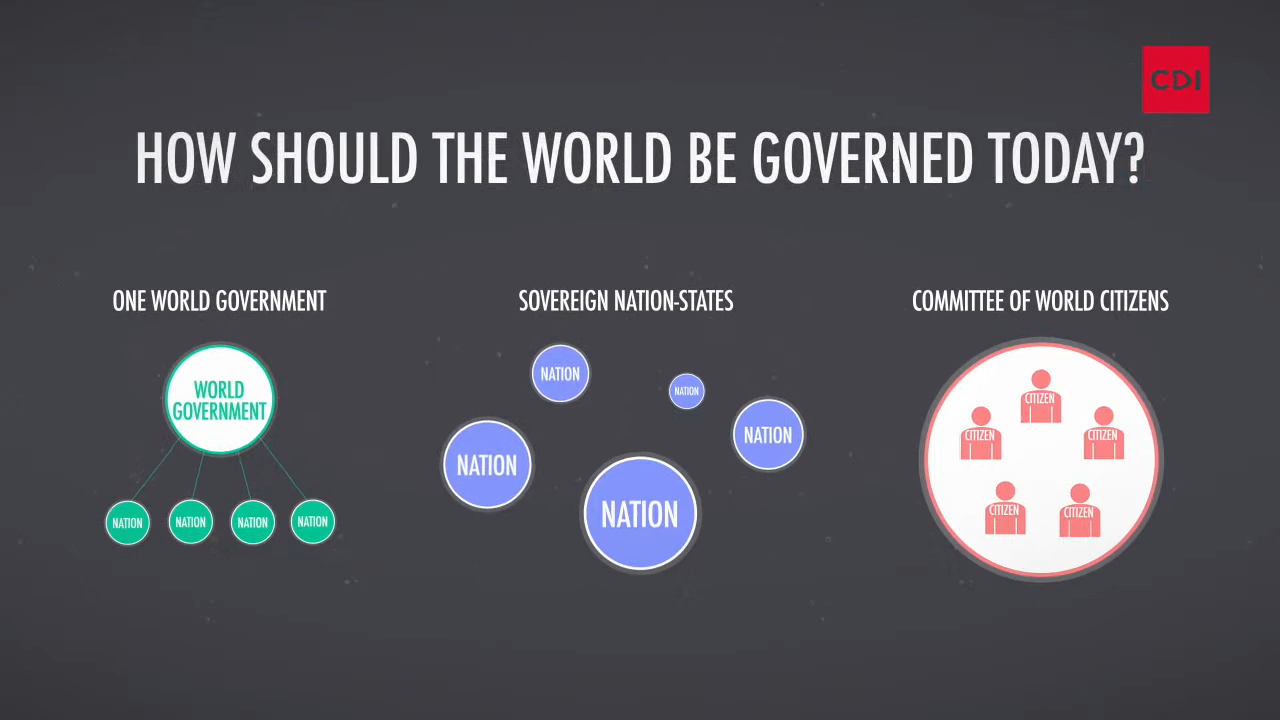 CDI
HOW SHOULD THE WORLD BE GOVERNED TODAY?
ONE WORLD GOVERNMENT
WORLD
GOVERNMENT
NATION
NATION
NATION
NATION
SOVEREIGN NATION-STATES
NATION
NATION
NATION
NATION
NATION
COMMITTEE OF WORLD CITIZENS
CITIZEN
CITIZEN
CITIZEN
CITIZEN
CITIZEN